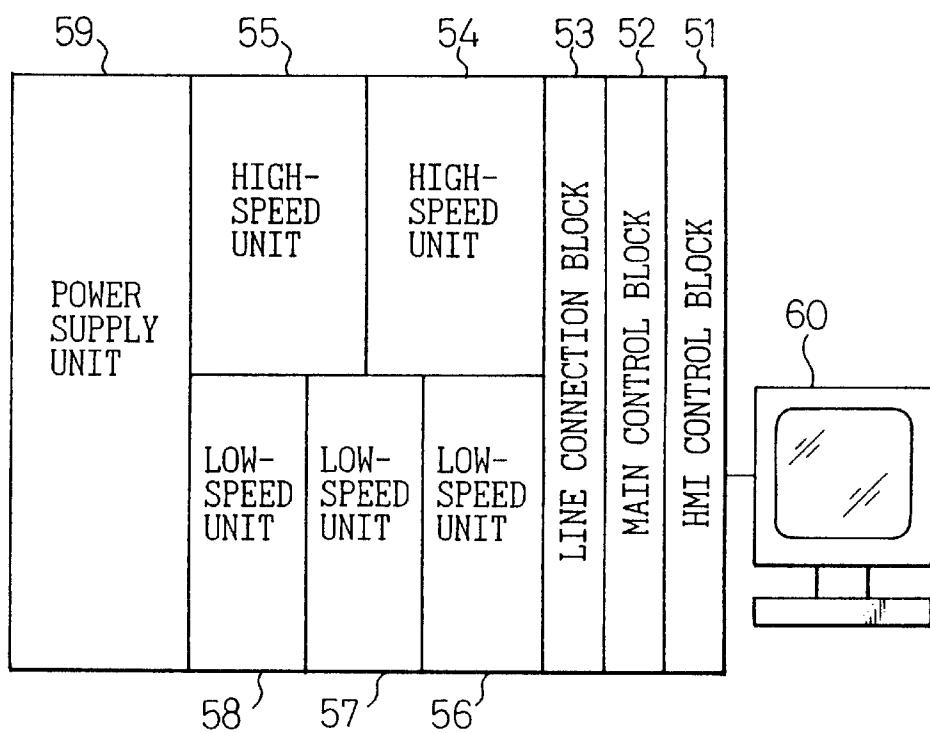 59
55
54
53
52
51
HIGH-
SPEED
UNIT
HIGH-
SPEED
UNIT
POWER
SUPPLY
UNIT
LINE CONNECTION BLOCK
MAIN CONTROL BLOCK
HMI CONTROL BLOCK
60
LOW-
SPEED
UNIT
LOW-
SPEED
UNIT
LOW-
SPEED
UNIT
58
57
56